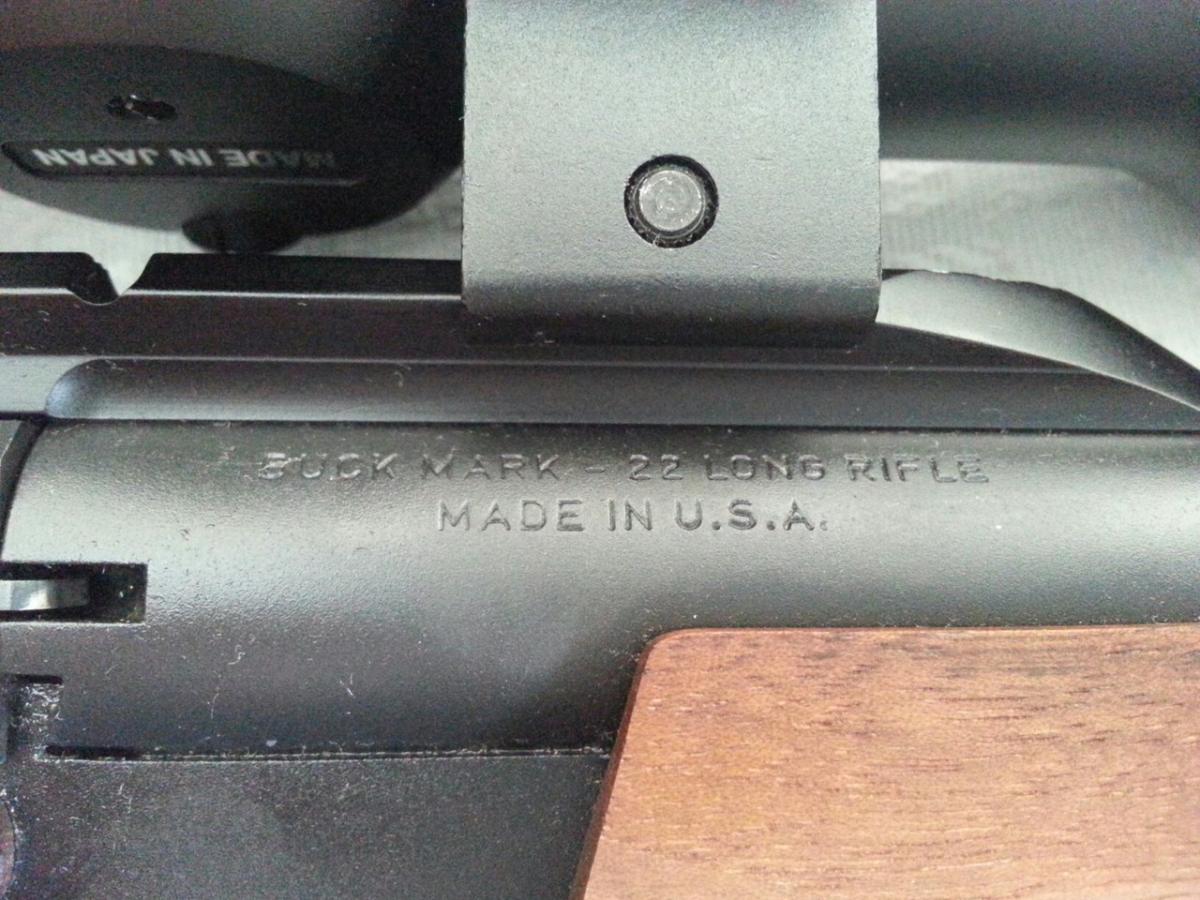 MADE IN JAPAN
BUCK MARK - 22 LONG RIFLE
MADE IN U.S.A.